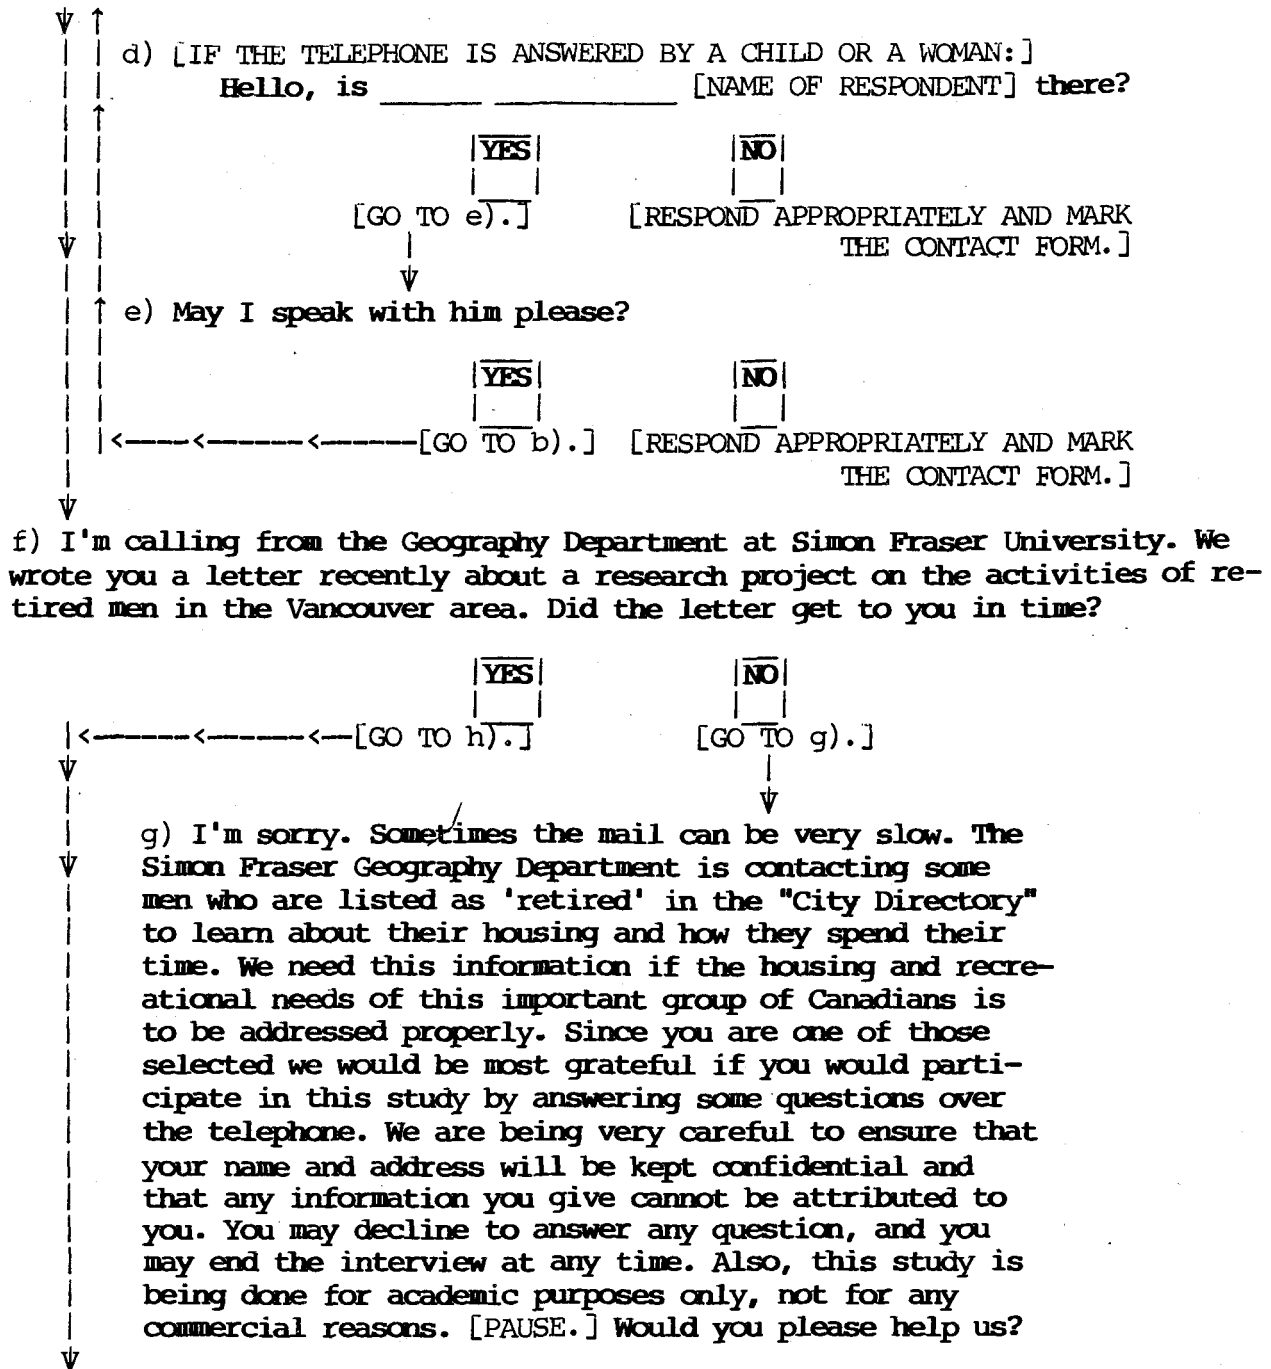 d) [IF THE TELEPHONE IS ANSWERED BY A CHILD OR A WOMAN:]
Hello, is _____ _________ [NAME OF RESPONDENT] there?
YES NO
[GO TO e).] [RESPOND APPROPRIATELY AND MARK
THE CONTACT FORM.]
e) May I speak with him please?
YES NO
[GO TO b).] [RESPOND APPROPRIATELY AND MARK
THE CONTACT FORM.]
f) I'm calling from the Geography Department at Simon Fraser University. We
wrote you a letter recently about a research project on the activities of re-
tired men in the Vancouver area. Did the letter get to you in time?
YES NO
[GO TO h).] [GO TO g).]
g) I'm sorry. Sometimes the mail can be very slow. The
Simon Fraser Geography Department is contacting some
men who are listed as 'retired' in the "City Directory"
to learn about their housing and how they spend their
time. We need this information if the housing and recre-
ational needs of this important group of Canadians is
to be addressed properly. Since you are one of those
selected we would be most grateful if you would parti-
cipate in this study by answering some questions over
the telephone. We are being very careful to ensure that
your name and address will be kept confidential and
that any information you give cannot be attributed to
you. You may decline to answer any question, and you
may end the interview at any time. Also, this study is
being done for academic purposes only, not for any
commercial reasons. [PAUSE.] Would you please help us?